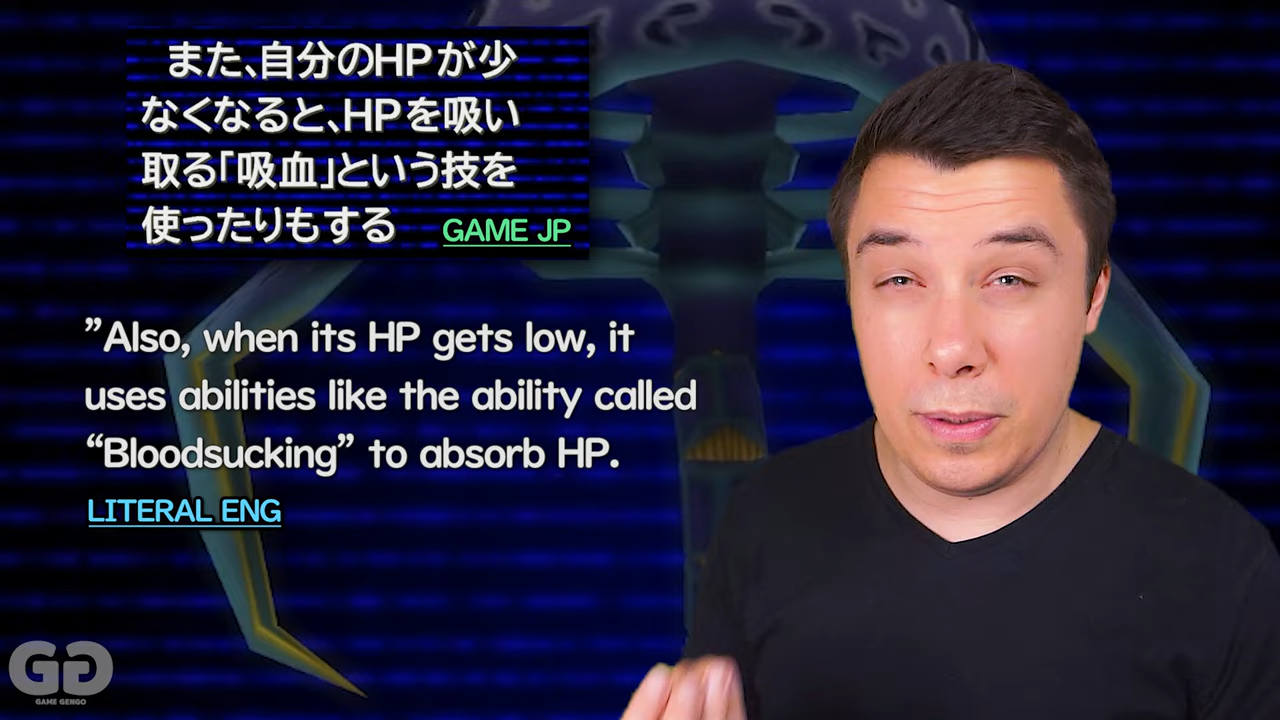 また、自分のHPが少
なくなると、HPを吸い
取る「吸血」という技を
使ったりもする
GAME JP
”Also, when its HP gets low, it
uses abilities like the ability called
“Bloodsucking” to absorb HP.
LITERAL ENG
GG
GAME GENGO